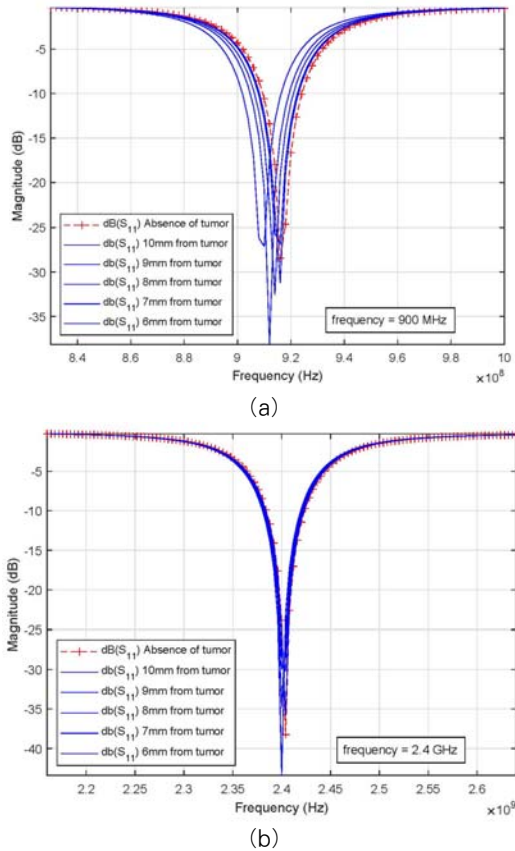 -5
-10
-15
-20
-25
-30
-35
Magnitude (dB)
dB(S11) Absence of tumor
db(S11) 10mm from tumor
db(S11) 9mm from tumor
db(S11) 8mm from tumor
db(S11) 7mm from tumor
db(S11) 6mm from tumor
frequency = 900 MHz
8.4 8.6 8.8 9 9.2 9.4 9.6 9.8 10
Frequency (Hz)
×10^8
(a)
-5
-10
-15
-20
-25
-30
-35
-40
Magnitude (dB)
dB(S11) Absence of tumor
db(S11) 10mm from tumor
db(S11) 9mm from tumor
db(S11) 8mm from tumor
db(S11) 7mm from tumor
db(S11) 6mm from tumor
frequency = 2.4 GHz
2.2 2.25 2.3 2.35 2.4 2.45 2.5 2.55 2.6
Frequency (Hz)
×10^9
(b)